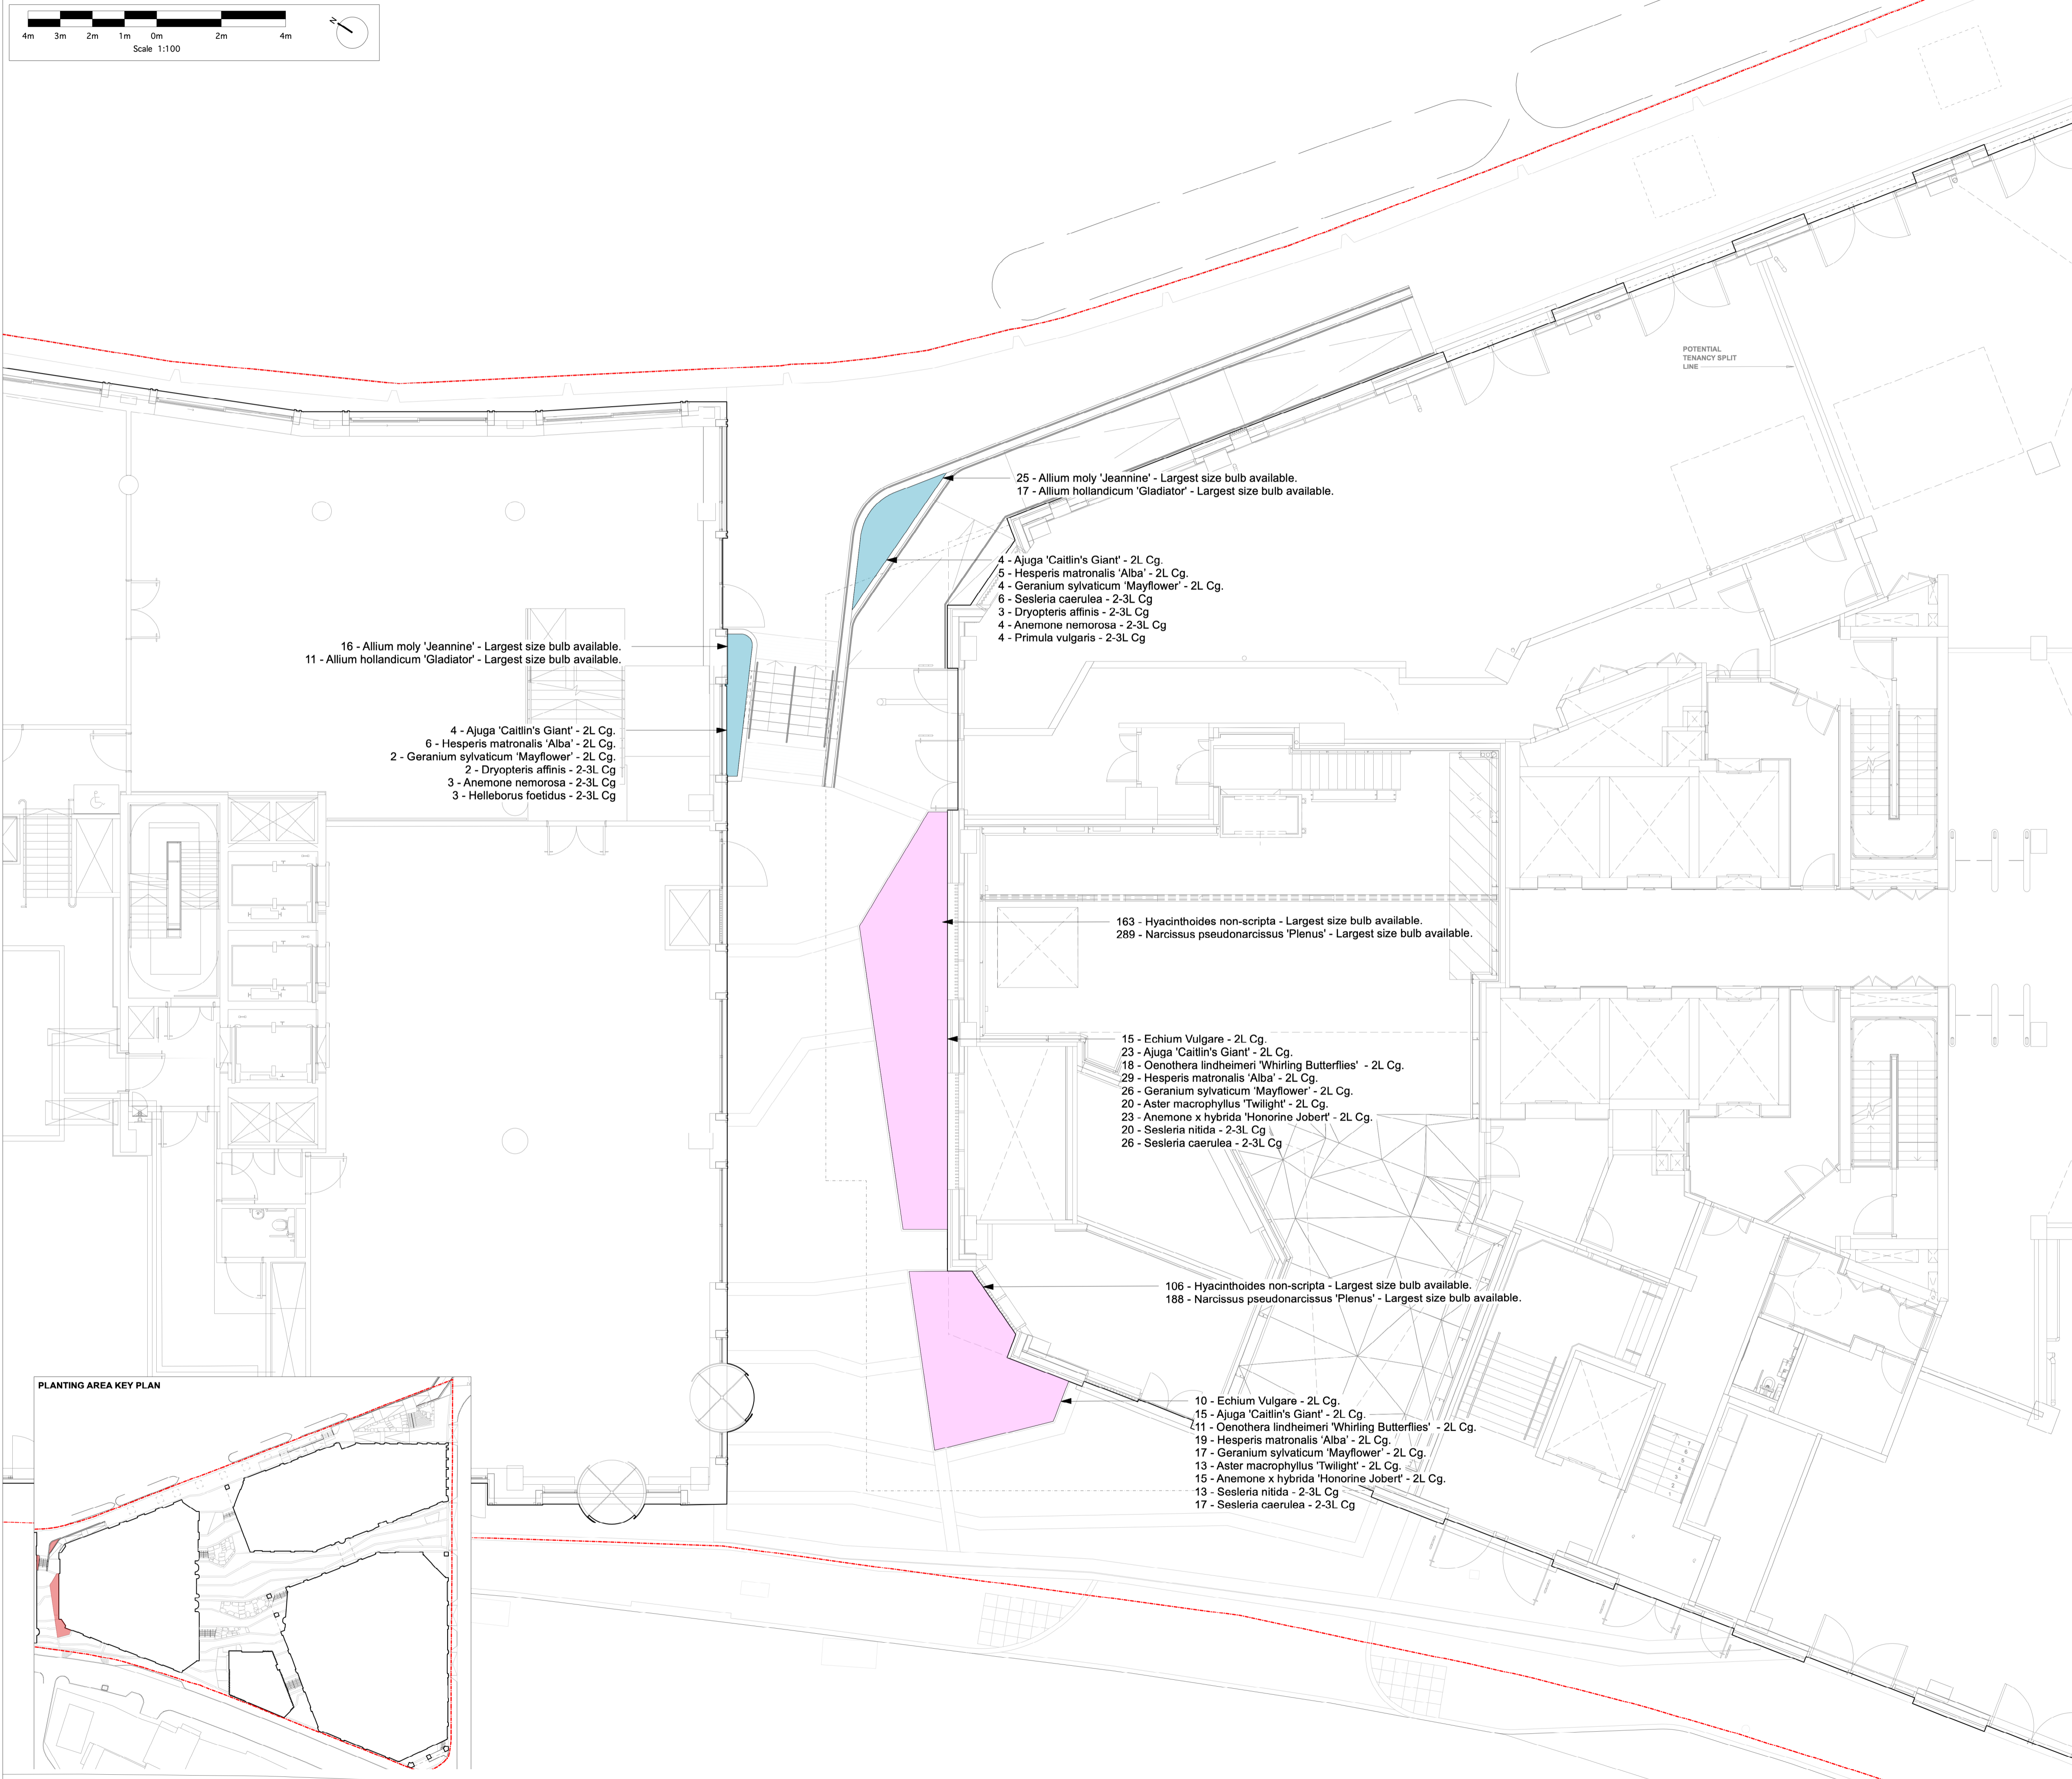 4m 3m 2m 1m 0m 2m 4m
Scale 1:100
N
POTENTIAL
TENANCY SPLIT
LINE
25 - Allium moly 'Jeannine' - Largest size bulb available.
17 - Allium hollandicum 'Gladiator' - Largest size bulb available.
4 - Ajuga 'Caitlin's Giant' - 2L Cg.
5 - Hesperis matronalis ‘Alba’ - 2L Cg.
4 - Geranium sylvaticum ‘Mayflower’ - 2L Cg.
6 - Sesleria caerulea - 2-3L Cg
3 - Dryopteris affinis - 2-3L Cg
4 - Anemone nemorosa - 2-3L Cg
4 - Primula vulgaris - 2-3L Cg
16 - Allium moly 'Jeannine' - Largest size bulb available.
11 - Allium hollandicum 'Gladiator' - Largest size bulb available.
4 - Ajuga 'Caitlin's Giant' - 2L Cg.
6 - Hesperis matronalis ‘Alba’ - 2L Cg.
2 - Geranium sylvaticum ‘Mayflower’ - 2L Cg.
2 - Dryopteris affinis - 2-3L Cg
3 - Anemone nemorosa - 2-3L Cg
3 - Helleborus foetidus - 2-3L Cg
163 - Hyacinthoides non-scripta - Largest size bulb available.
289 - Narcissus pseudonarcissus 'Plenus' - Largest size bulb available.
15 - Echium Vulgare - 2L Cg.
23 - Ajuga 'Caitlin's Giant' - 2L Cg.
18 - Oenothera lindheimeri 'Whirling Butterflies' - 2L Cg.
29 - Hesperis matronalis ‘Alba’ - 2L Cg.
26 - Geranium sylvaticum ‘Mayflower’ - 2L Cg.
20 - Aster macrophyllus 'Twilight' - 2L Cg.
23 - Anemone x hybrida 'Honorine Jobert' - 2L Cg.
20 - Sesleria nitida - 2-3L Cg
26 - Sesleria caerulea - 2-3L Cg
106 - Hyacinthoides non-scripta - Largest size bulb available.
188 - Narcissus pseudonarcissus 'Plenus' - Largest size bulb available.
10 - Echium Vulgare - 2L Cg.
15 - Ajuga 'Caitlin's Giant' - 2L Cg.
11 - Oenothera lindheimeri 'Whirling Butterflies' - 2L Cg.
19 - Hesperis matronalis ‘Alba’ - 2L Cg.
17 - Geranium sylvaticum ‘Mayflower’ - 2L Cg.
13 - Aster macrophyllus 'Twilight' - 2L Cg.
15 - Anemone x hybrida 'Honorine Jobert' - 2L Cg.
13 - Sesleria nitida - 2-3L Cg
17 - Sesleria caerulea - 2-3L Cg
PLANTING AREA KEY PLAN